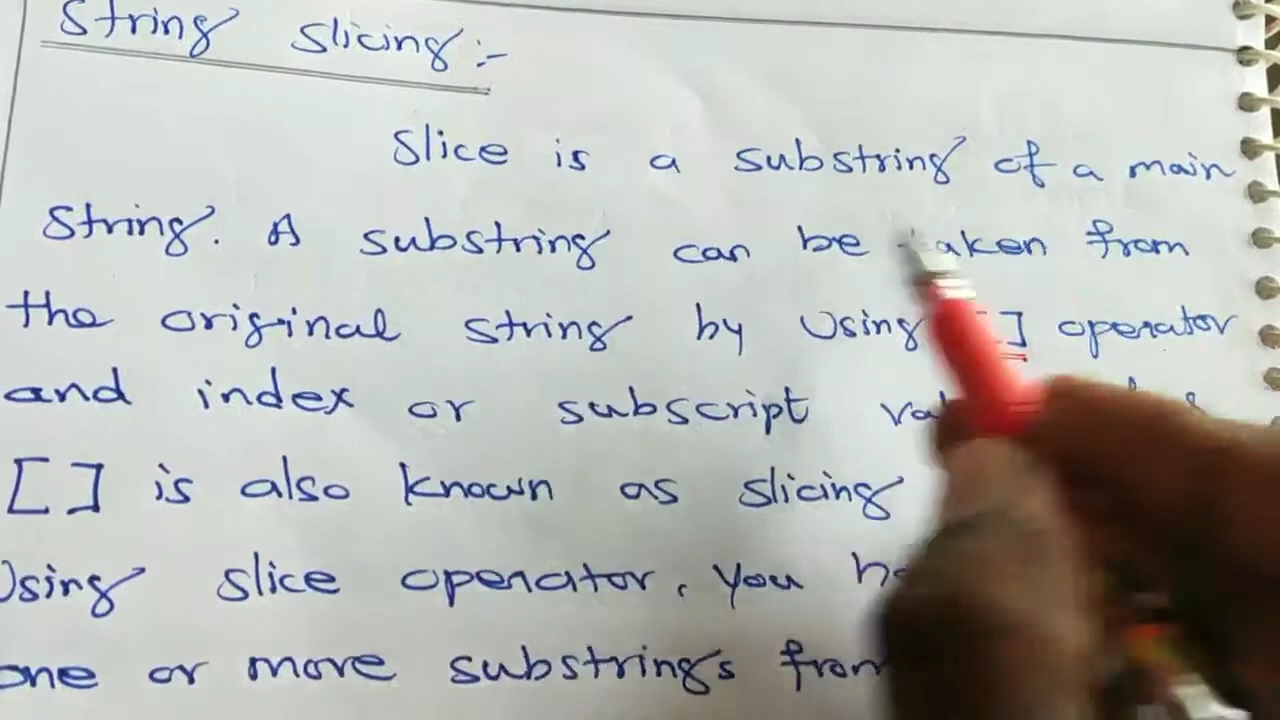 String Slicing:-
Slice is a substring of a main
String. A substring can be taken from
the original string by using [] operator
and index or subscript
[] is also known as slicing
Using slice operator, you
one or more substrings from